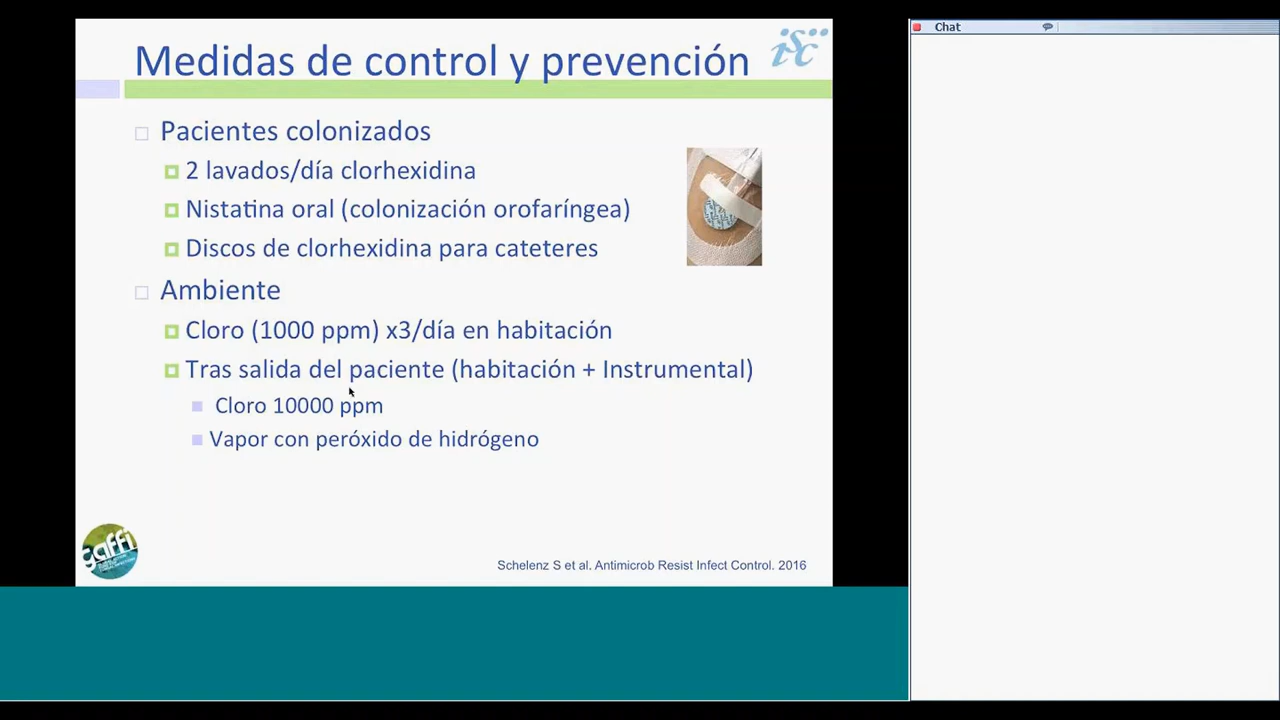 Chat
Medidas de control y prevención
isc
Pacientes colonizados
2 lavados/día clorhexidina
Nistatina oral (colonización orofaríngea)
Discos de clorhexidina para cateteres
Ambiente
Cloro (1000 ppm) x3/día en habitación
Tras salida del paciente (habitación + Instrumental)
Cloro 10000 ppm
Vapor con peróxido de hidrógeno
gaffi
Schelenz S et al. Antimicrob Resist Infect Control. 2016